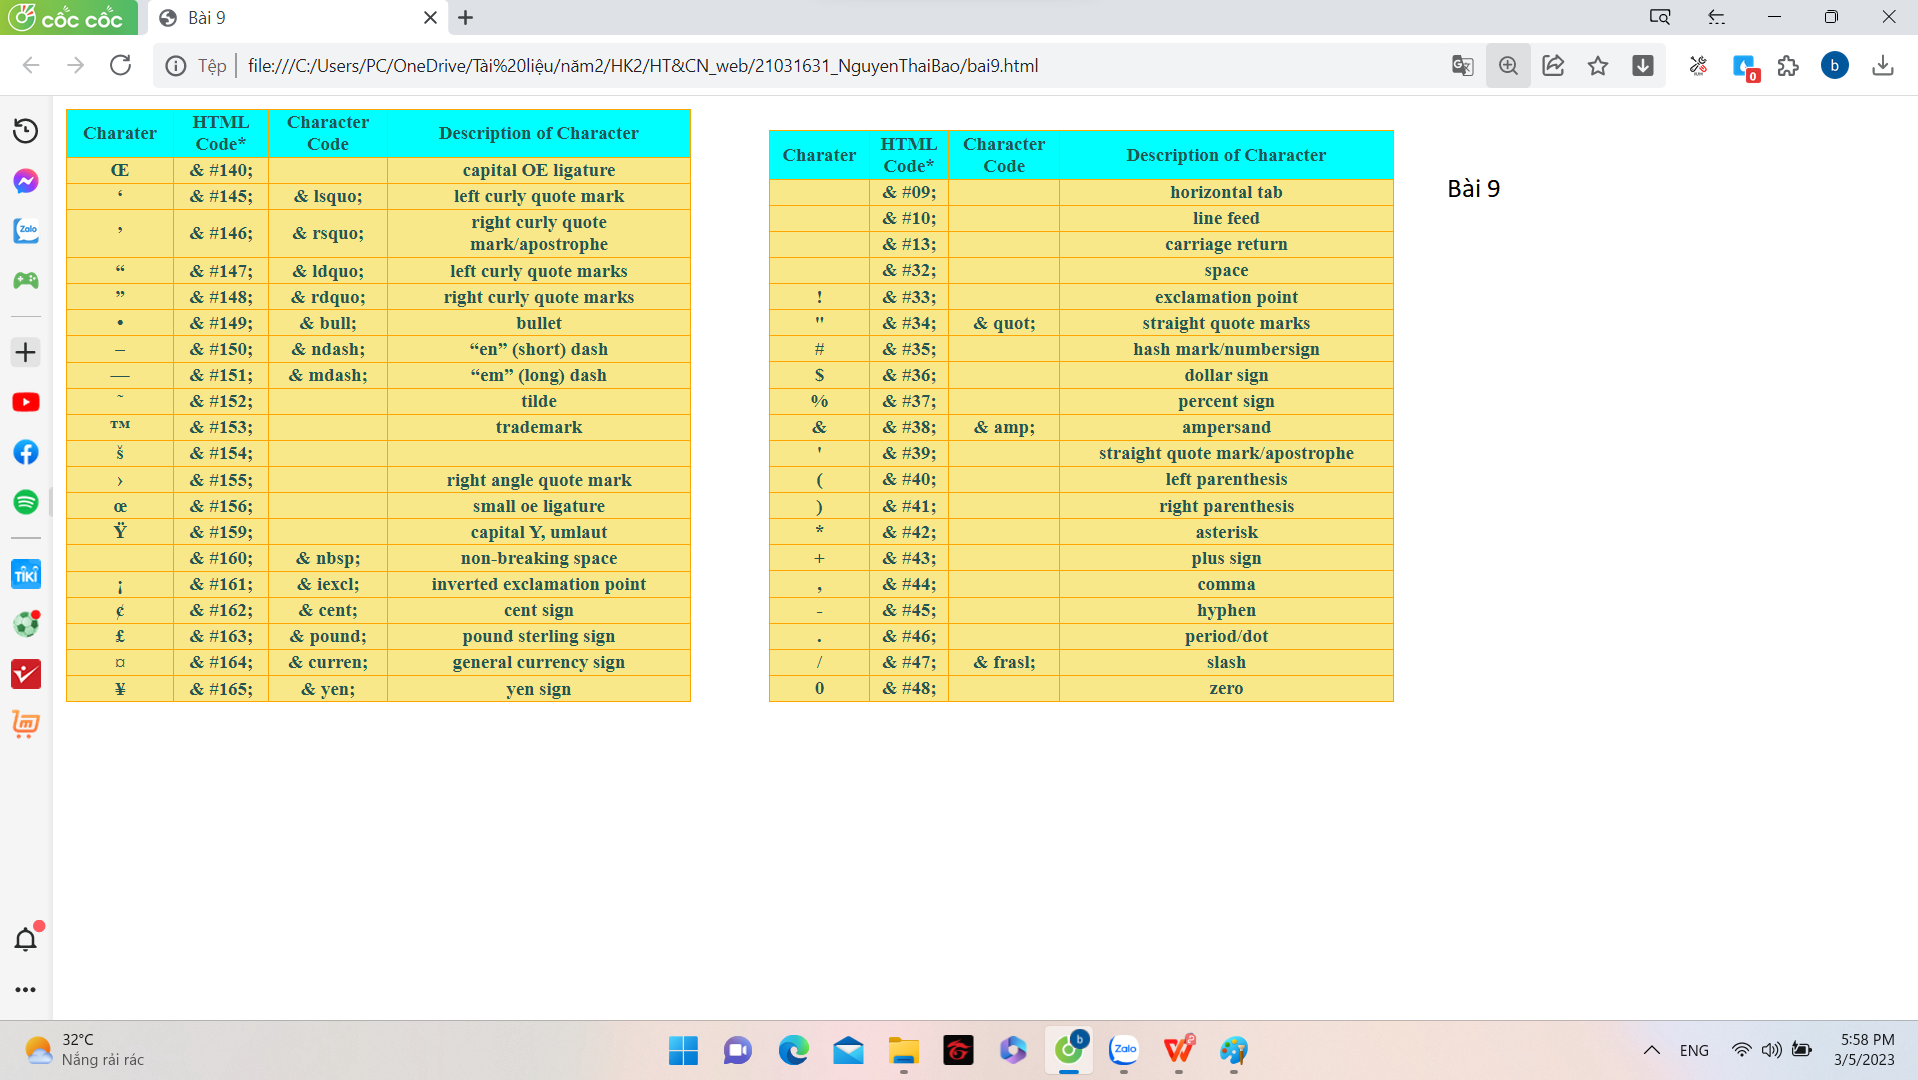 cốc cốc
Bài 9
Tệp
file:///C:/Users/PC/OneDrive/Tài%20liệu/năm2/HK2/HT&CN_web/21031631_NguyenThaiBao/bai9.html
0
b
Charater HTML Code* Character Code Description of Character
Œ & #140; capital OE ligature
‘ & #145; & lsquo; left curly quote mark
’ & #146; & rsquo; right curly quote mark/apostrophe
“ & #147; & ldquo; left curly quote marks
” & #148; & rdquo; right curly quote marks
• & #149; & bull; bullet
– & #150; & ndash; “en” (short) dash
— & #151; & mdash; “em” (long) dash
˜ & #152; tilde
™ & #153; trademark
š & #154;
› & #155; right angle quote mark
œ & #156; small oe ligature
Ÿ & #159; capital Y, umlaut
& #160; & nbsp; non-breaking space
¡ & #161; & iexcl; inverted exclamation point
¢ & #162; & cent; cent sign
£ & #163; & pound; pound sterling sign
¤ & #164; & curren; general currency sign
¥ & #165; & yen; yen sign
Charater HTML Code* Character Code Description of Character
& #09; horizontal tab
& #10; line feed
& #13; carriage return
& #32; space
! & #33; exclamation point
" & #34; & quot; straight quote marks
# & #35; hash mark/numbersign
$ & #36; dollar sign
% & #37; percent sign
& & #38; & amp; ampersand
' & #39; straight quote mark/apostrophe
( & #40; left parenthesis
) & #41; right parenthesis
* & #42; asterisk
+ & #43; plus sign
, & #44; comma
- & #45; hyphen
. & #46; period/dot
/ & #47; & frasl; slash
0 & #48; zero
Bài 9
Zalo
TIKI
32°C
Nắng rải rác
b
Zalo
ENG
5:58 PM
3/5/2023